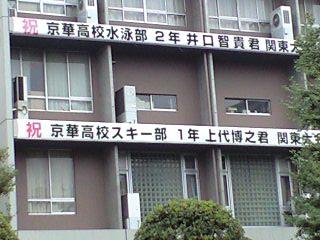 祝 京華高校水泳部 2年 井口智貴君 関東大
祝 京華高校スキー部 1年 上代博之君 関東大会